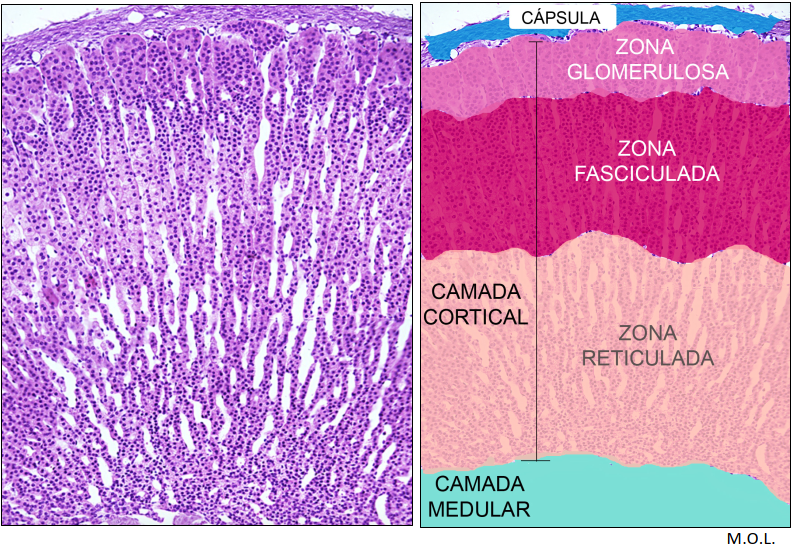 CÁPSULA
ZONA
GLOMERULOSA
ZONA
FASCICULADA
CAMADA
CORTICAL
ZONA
RETICULADA
CAMADA
MEDULAR
M.O.L.